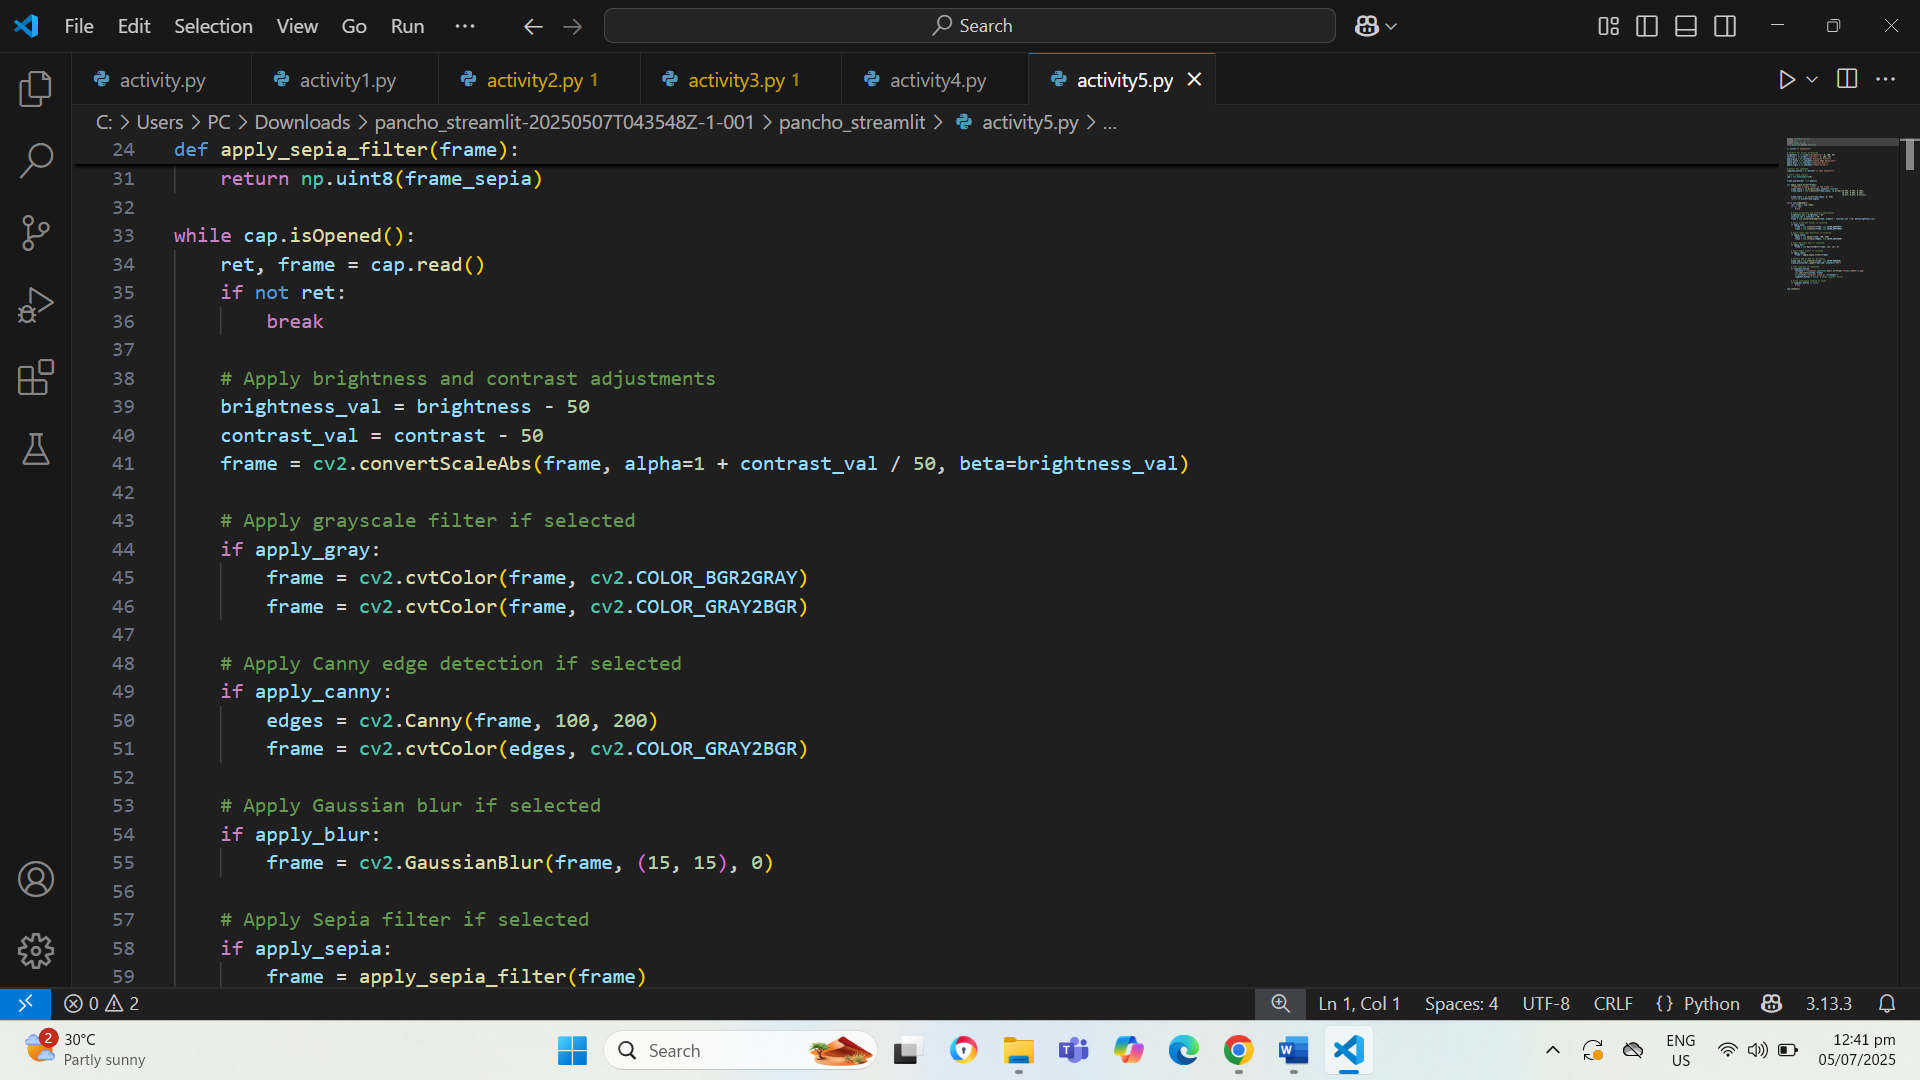 File Edit Selection View Go Run ... Search
activity.py activity1.py activity2.py 1 activity3.py 1 activity4.py activity5.py
C: > Users > PC > Downloads > pancho_streamlit-20250507T043548Z-1-001 > pancho_streamlit > activity5.py > ...
24 def apply_sepia_filter(frame):
31 return np.uint8(frame_sepia)
32
33 while cap.isOpened():
34 ret, frame = cap.read()
35 if not ret:
36 break
37
38 # Apply brightness and contrast adjustments
39 brightness_val = brightness - 50
40 contrast_val = contrast - 50
41 frame = cv2.convertScaleAbs(frame, alpha=1 + contrast_val / 50, beta=brightness_val)
42
43 # Apply grayscale filter if selected
44 if apply_gray:
45 frame = cv2.cvtColor(frame, cv2.COLOR_BGR2GRAY)
46 frame = cv2.cvtColor(frame, cv2.COLOR_GRAY2BGR)
47
48 # Apply Canny edge detection if selected
49 if apply_canny:
50 edges = cv2.Canny(frame, 100, 200)
51 frame = cv2.cvtColor(edges, cv2.COLOR_GRAY2BGR)
52
53 # Apply Gaussian blur if selected
54 if apply_blur:
55 frame = cv2.GaussianBlur(frame, (15, 15), 0)
56
57 # Apply Sepia filter if selected
58 if apply_sepia:
59 frame = apply_sepia_filter(frame)
0 2 Ln 1, Col 1 Spaces: 4 UTF-8 CRLF {} Python 3.13.3
2 30°C
Partly sunny
Search
ENG
US
12:41 pm
05/07/2025